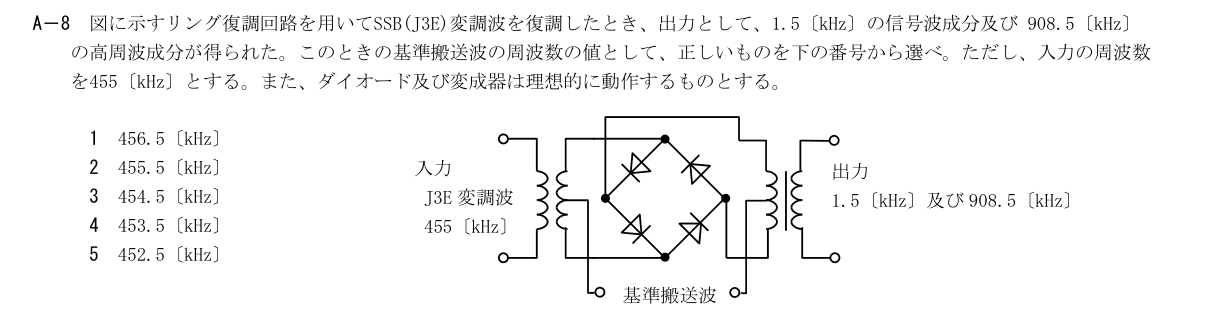 A－8　図に示すリング復調回路を用いてSSB(J3E)変調波を復調したとき、出力として、1.5〔kHz〕の信号波成分及び 908.5〔kHz〕
の高周波成分が得られた。このときの基準搬送波の周波数の値として、正しいものを下の番号から選べ。ただし、入力の周波数
を455〔kHz〕とする。また、ダイオード及び変成器は理想的に動作するものとする。
1　456.5〔kHz〕
2　455.5〔kHz〕
3　454.5〔kHz〕
4　453.5〔kHz〕
5　452.5〔kHz〕
入力
J3E 変調波
455〔kHz〕
出力
1.5〔kHz〕及び 908.5〔kHz〕
基準搬送波